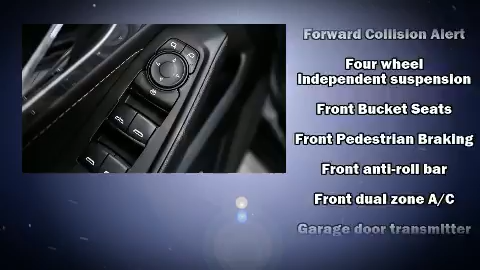 Forward Collision Alert
Four wheel
independent suspension
Front Bucket Seats
Front Pedestrian Braking
Front anti-roll bar
Front dual zone A/C
Garage door transmitter